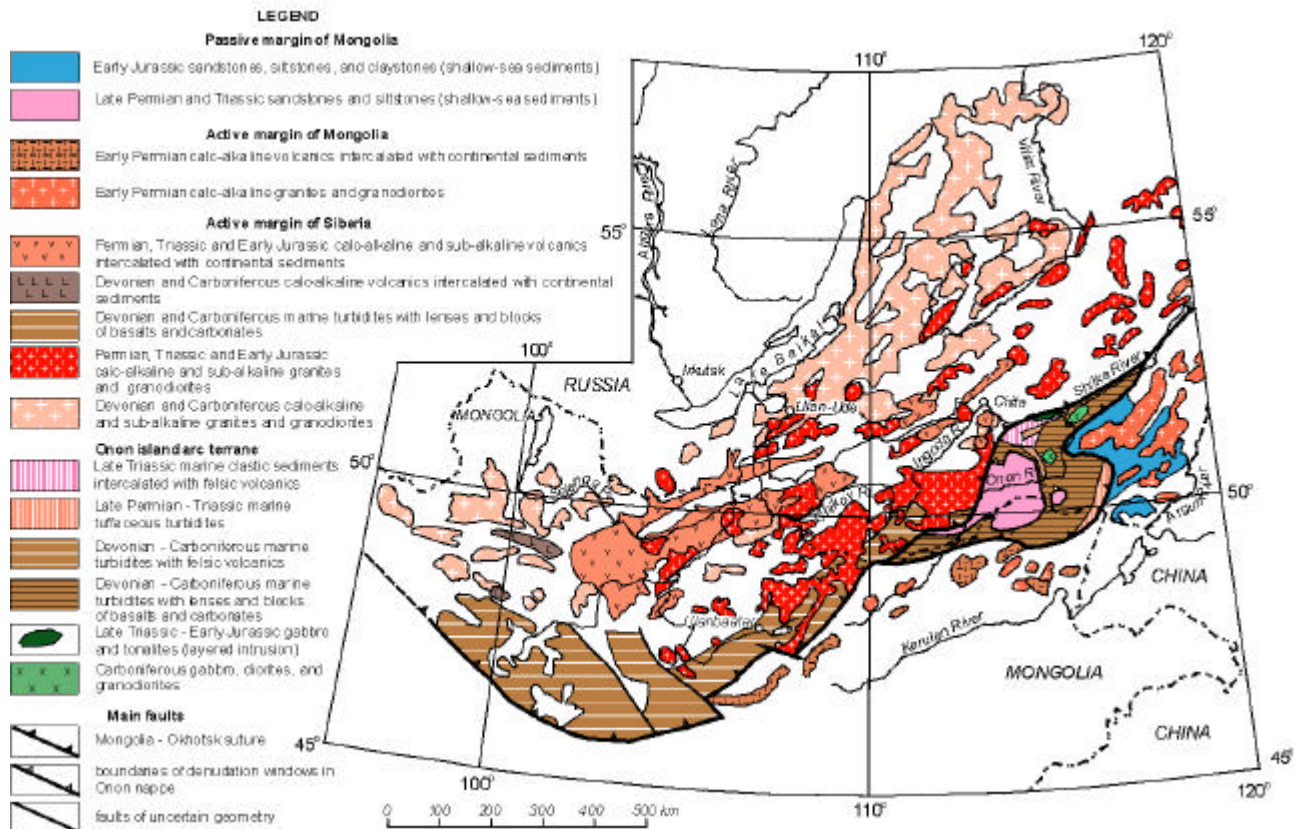 LEGEND
Passive margin of Mongolia
Early Jurassic sandstones, siltstones, and claystones (shallow-sea sediments)
Late Permian and Triassic sandstones and siltstones (shallow-sea sediments)
Active margin of Mongolia
Early Permian calc-alkaline volcanics intercalated with continental sediments
Early Permian calc-alkaline granites and granodiorites
Active margin of Siberia
Permian, Triassic and Early Jurassic calc-alkaline and sub-alkaline volcanics
intercalated with continental sediments
Devonian and Carboniferous calc-alkaline volcanics intercalated with continental
sediments
Devonian and Carboniferous marine turbidites with lenses and blocks
of basalts and carbonates
Permian, Triassic and Early Jurassic
calc-alkaline and sub-alkaline granites
and granodiorites
Devonian and Carboniferous calc-alkaline
and sub-alkaline granites and granodiorites
Onon island arc terrane
Late Triassic marine clastic sediments
intercalated with felsic volcanics
Late Permian - Triassic marine
tuffaceous turbidites
Devonian - Carboniferous marine
turbidites with felsic volcanics
Devonian - Carboniferous marine
turbidites with lenses and blocks
of basalts and carbonates
Late Triassic - Early Jurassic gabbro
and tonalites (layered intrusion)
Carboniferous gabbro, diorites, and
granodiorites
Main faults
Mongolia - Okhotsk suture
boundaries of denudation windows in
Onon nappe
faults of uncertain geometry
110°
120°
55°
55°
100°
50°
50°
45°
45°
100°
110°
120°
0 100 200 300 400 500 km
RUSSIA
MONGOLIA
Irkutsk
Lake Baikal
Lena River
Vitim River
Ulan-Ude
Chita
Shilka River
Ingoda R.
Onon R.
Selenga
Ulanbaatar
Kerulen River
Argun River
CHINA
MONGOLIA
CHINA